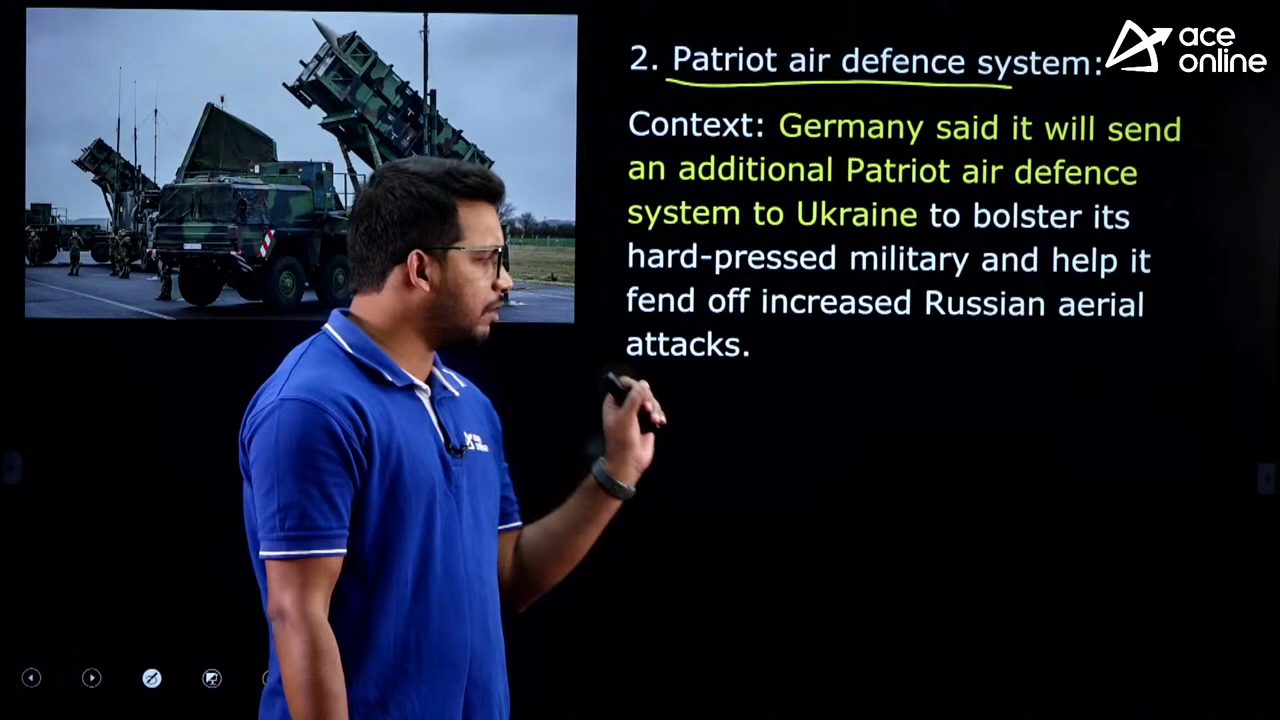 2. Patriot air defence system:
ace
online
Context: Germany said it will send
an additional Patriot air defence
system to Ukraine to bolster its
hard-pressed military and help it
fend off increased Russian aerial
attacks.